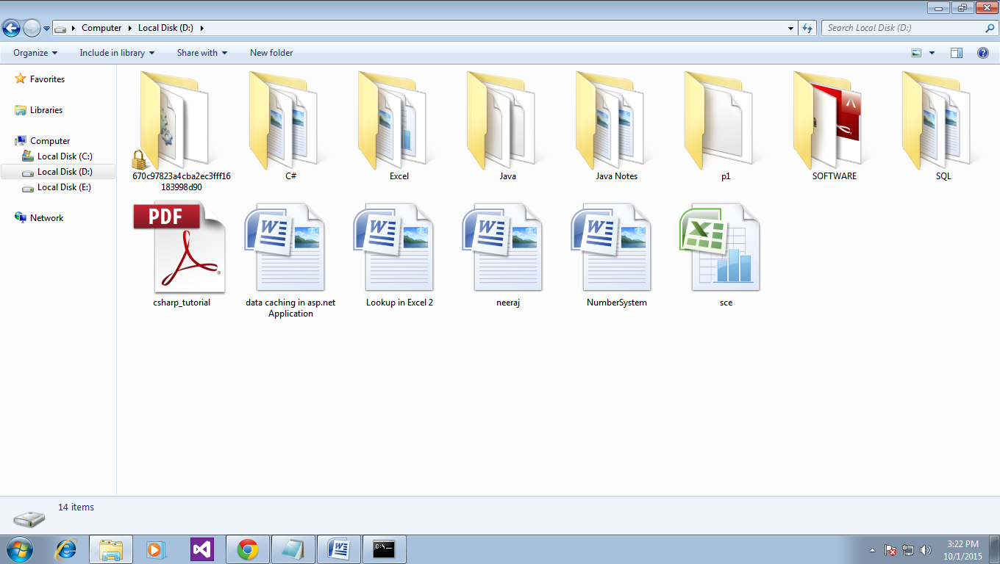 Computer Local Disk (D:)
Search Local Disk (D:)
Organize Include in library Share with New folder
Favorites
Libraries
Computer
Local Disk (C:)
Local Disk (D:)
Local Disk (E:)
Network
670c97823a4cba2ec3fff16
183998d90
C#
Excel
Java
Java Notes
p1
SOFTWARE
SQL
PDF
csharp_tutorial
data caching in asp.net
Application
Lookup in Excel 2
neeraj
NumberSystem
sce
14 items
C:\
3:22 PM
10/1/2015